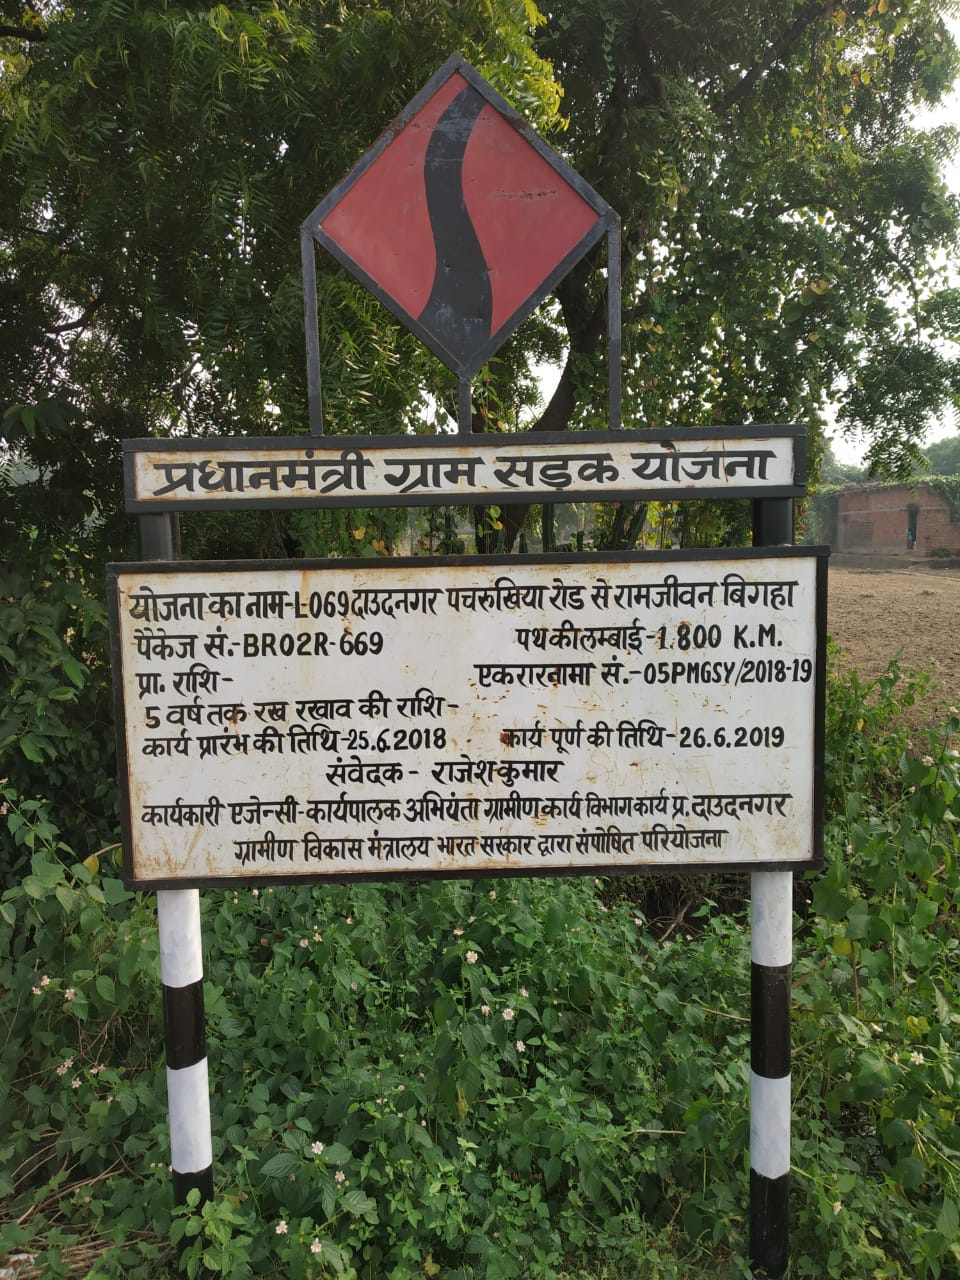 प्रधानमंत्री ग्राम सड़क योजना
योजना का नाम-L-069 दाउदनगर पचरुखिया रोड से रामजीवन बिगहा
पैकेज सं.-BR02R-669 पथ की लम्बाई-1.800 K.M.
प्रा. राशि- एकरारनामा सं.-05PMGSY/2018-19
5 वर्ष तक रख रखाव की राशि-
कार्य प्रारंभ की तिथि-25.6.2018 कार्य पूर्ण की तिथि-26.6.2019
संवेदक- राजेश कुमार
कार्यकारी एजेन्सी-कार्यपालक अभियंता ग्रामीण कार्य विभाग कार्य प्र. दाउदनगर
ग्रामीण विकास मंत्रालय भारत सरकार द्वारा संपोषित परियोजना